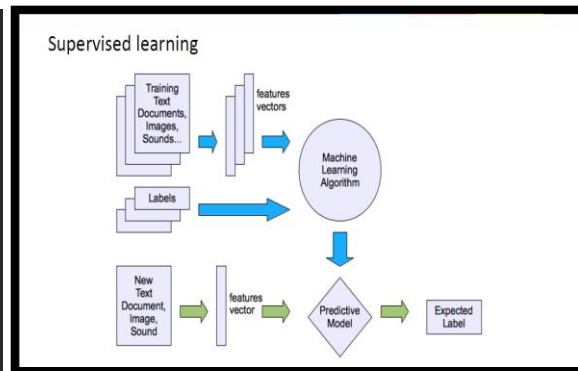 Supervised learning
Training
Text
Documents,
Images,
Sounds...
features
vectors
Machine
Learning
Algorithm
Labels
New
Text
Document,
Image,
Sound
features
vector
Predictive
Model
Expected
Label